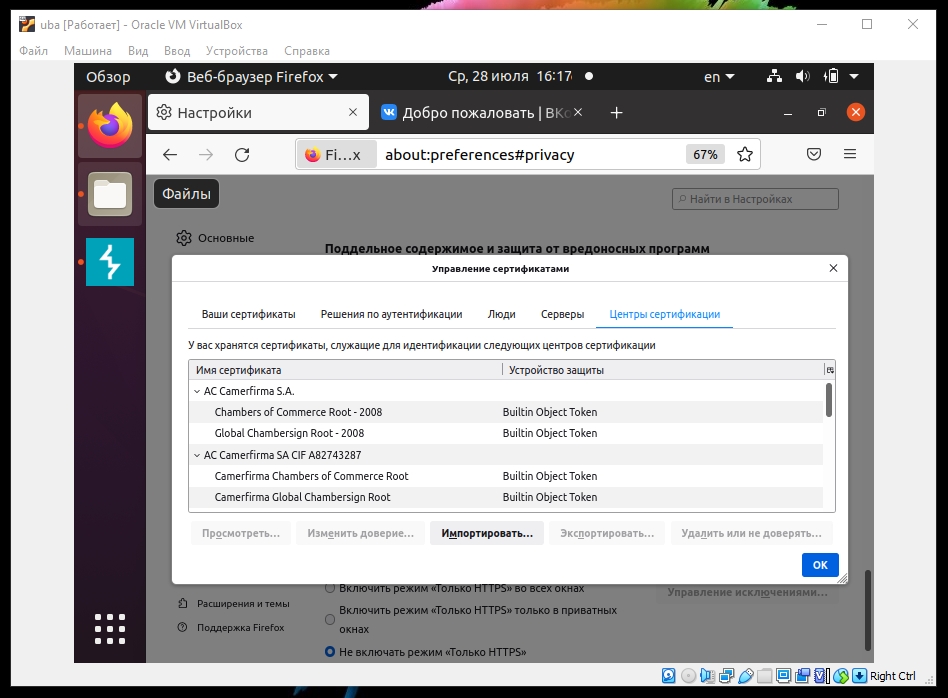 uba [Работает] - Oracle VM VirtualBox
Файл Машина Вид Ввод Устройства Справка
Обзор Веб-браузер Firefox Ср, 28 июля 16:17 en
Настройки Добро пожаловать | ВКо
Fi…x about:preferences#privacy 67%
Файлы
Найти в Настройках
Основные
Поддельное содержимое и защита от вредоносных программ
Управление сертификатами
Ваши сертификаты Решения по аутентификации Люди Серверы Центры сертификации
У вас хранятся сертификаты, служащие для идентификации следующих центров сертификации
Имя сертификата Устройство защиты
AC Camerfirma S.A.
Chambers of Commerce Root - 2008 Builtin Object Token
Global Chambersign Root - 2008 Builtin Object Token
AC Camerfirma SA CIF A82743287
Camerfirma Chambers of Commerce Root Builtin Object Token
Camerfirma Global Chambersign Root Builtin Object Token
Просмотреть… Изменить доверие… Импортировать… Экспортировать… Удалить или не доверять…
ОК
Включить режим «Только HTTPS» во всех окнах
Управление исключениями…
Расширения и темы
Включить режим «Только HTTPS» только в приватных
окнах
Поддержка Firefox
Не включать режим «Только HTTPS»
Right Ctrl